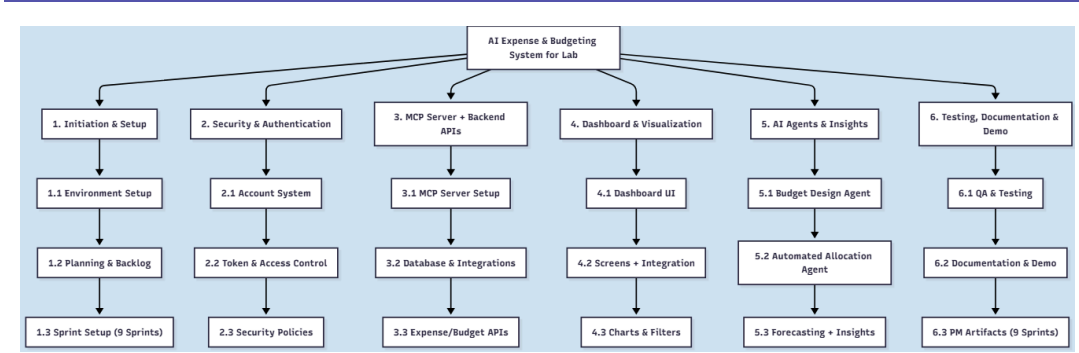 AI Expense & Budgeting
System for Lab
1. Initiation & Setup
2. Security & Authentication
3. MCP Server + Backend
APIs
4. Dashboard & Visualization
5. AI Agents & Insights
6. Testing, Documentation &
Demo
1.1 Environment Setup
2.1 Account System
3.1 MCP Server Setup
4.1 Dashboard UI
5.1 Budget Design Agent
6.1 QA & Testing
1.2 Planning & Backlog
2.2 Token & Access Control
3.2 Database & Integrations
4.2 Screens + Integration
5.2 Automated Allocation
Agent
6.2 Documentation & Demo
1.3 Sprint Setup (9 Sprints)
2.3 Security Policies
3.3 Expense/Budget APIs
4.3 Charts & Filters
5.3 Forecasting + Insights
6.3 PM Artifacts (9 Sprints)